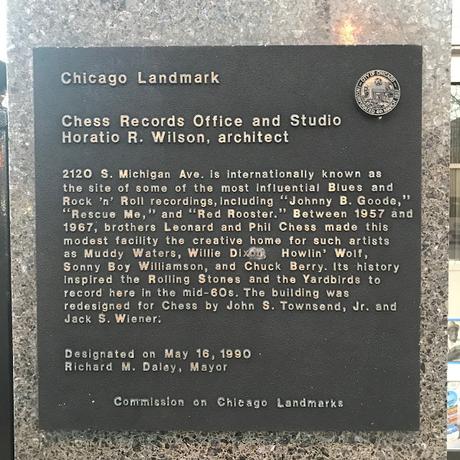 Chicago Landmark
Chess Records Office and Studio
Horatio R. Wilson, architect
2120 S. Michigan Ave. is internationally known as
the site of some of the most influential Blues and
Rock 'n' Roll recordings, including "Johnny B. Goode,"
"Rescue Me," and "Red Rooster." Between 1957 and
1967, brothers Leonard and Phil Chess made this
modest facility the creative home for such artists
as Muddy Waters, Willie Dixon, Howlin' Wolf,
Sonny Boy Williamson, and Chuck Berry. Its history
inspired the Rolling Stones and the Yardbirds to
record here in the mid-60s. The building was
redesigned for Chess by John S. Townsend, Jr. and
Jack S. Wiener.
Designated on May 16, 1990
Richard M. Daley, Mayor
Commission on Chicago Landmarks